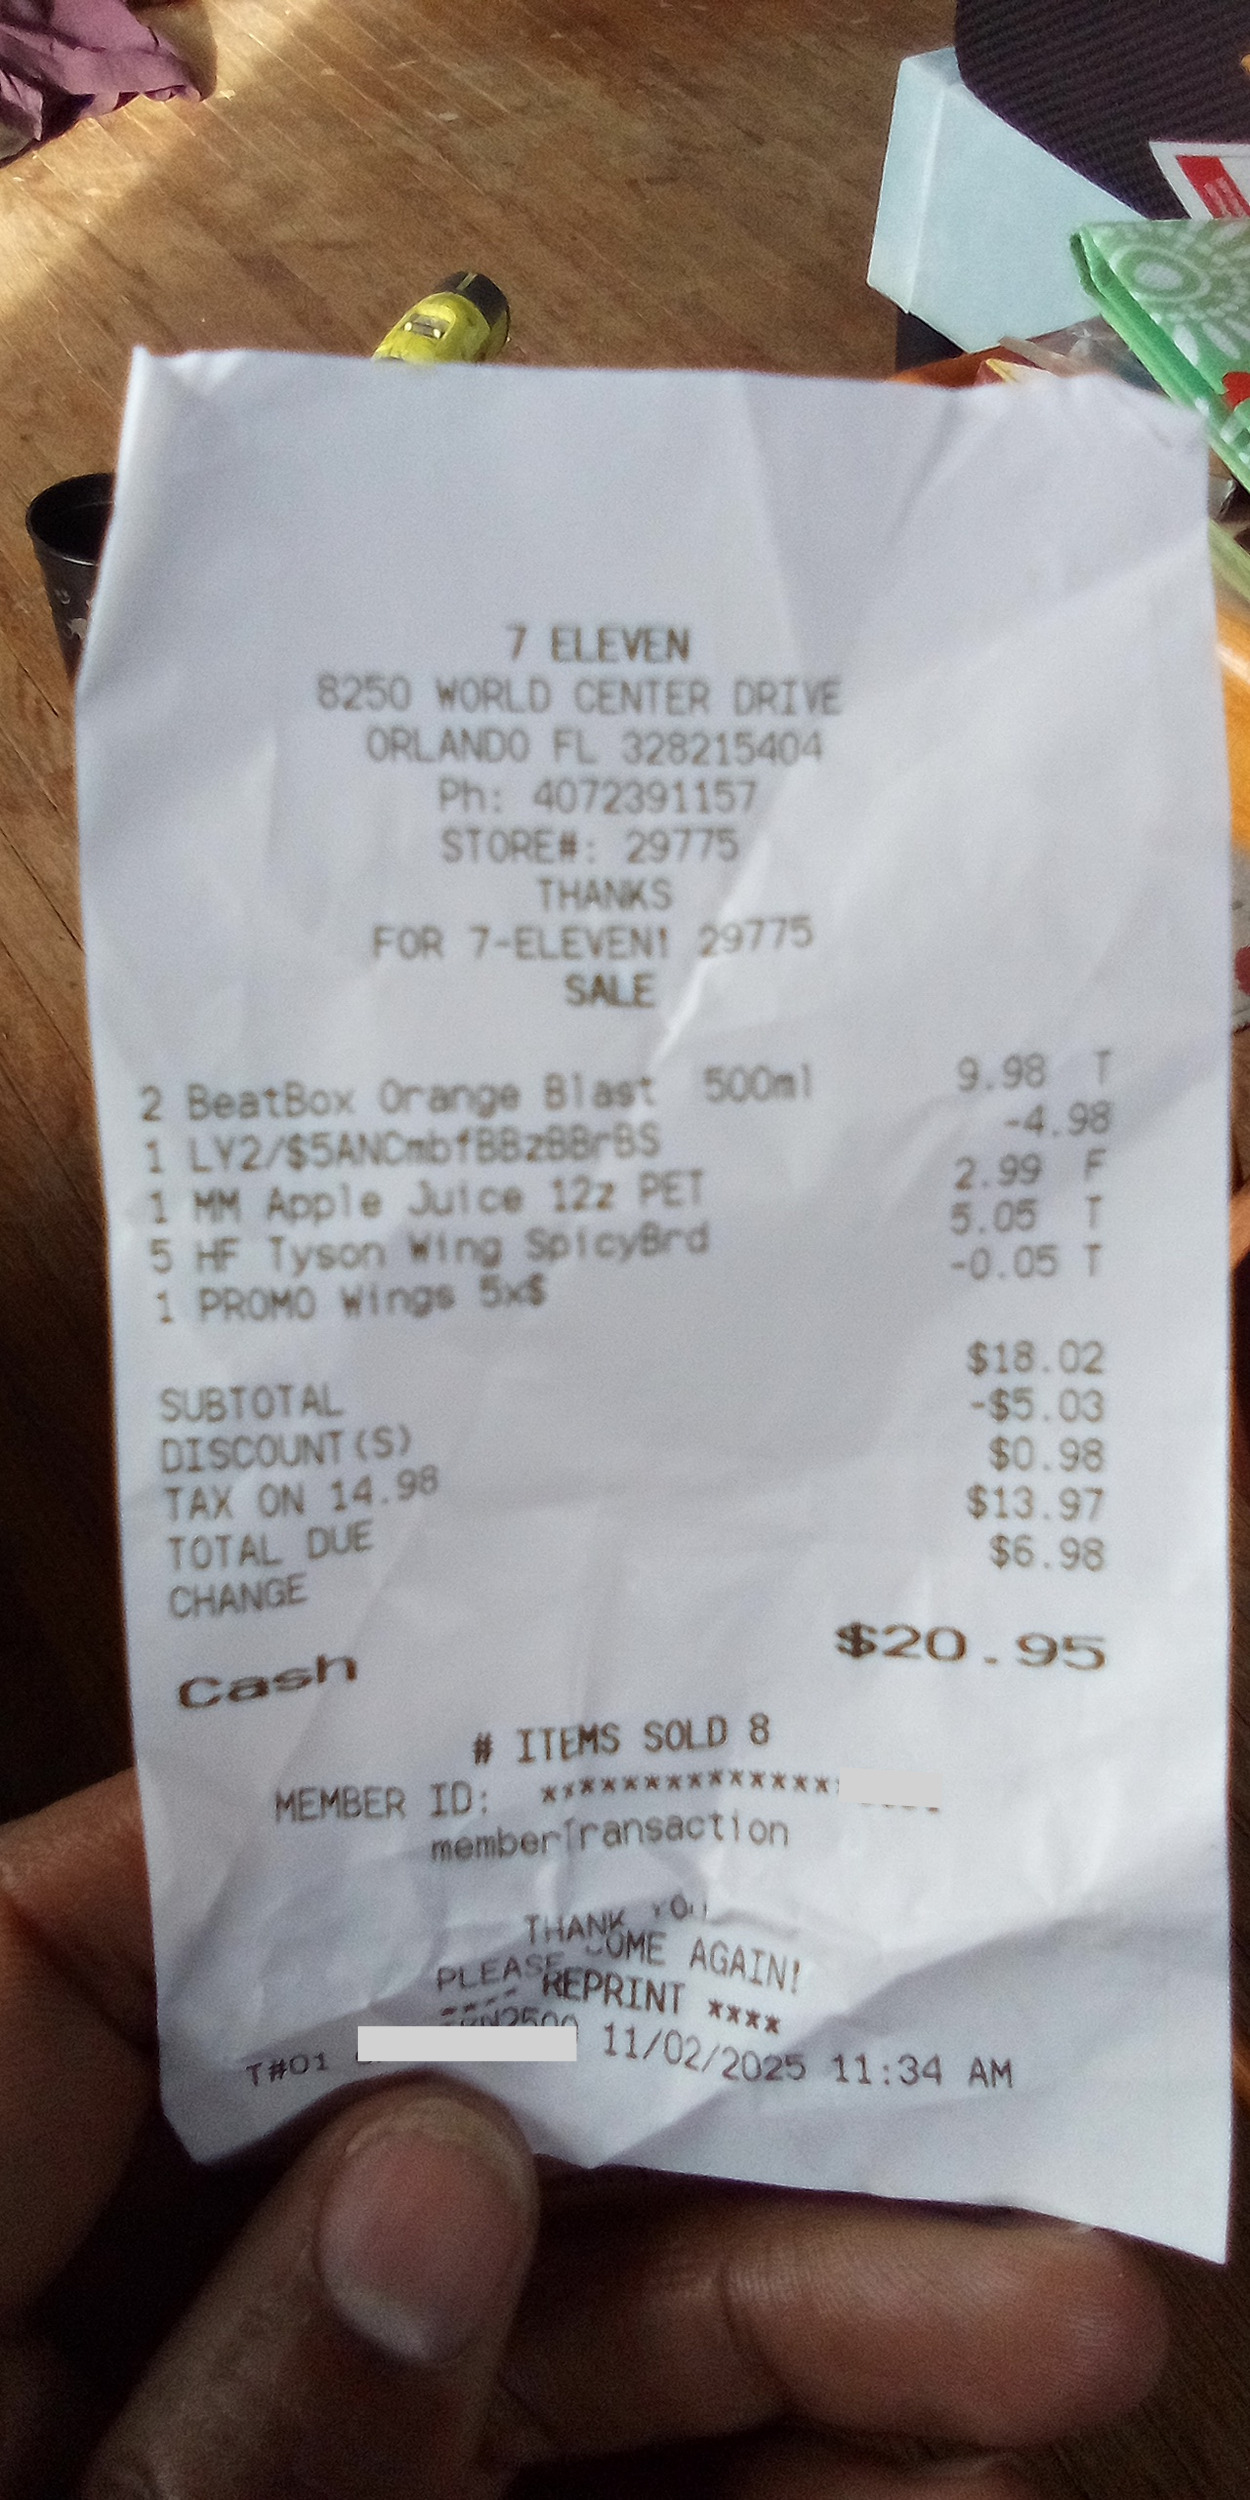 7 ELEVEN
8250 WORLD CENTER DRIVE
ORLANDO FL 328215404
Ph: 4072391157
STORE#: 29775
THANKS
FOR 7-ELEVEN! 29775
SALE
2 BeatBox Orange Blast 500ml 9.98 T
1 LY2/$5ANCmbfBBzBBrBS -4.98
1 MM Apple Juice 12z PET 2.99 F
5 HF Tyson Wing SpicyBrd 5.05 T
1 PROMO Wings 5x$ -0.05 T
SUBTOTAL $18.02
DISCOUNT(S) -$5.03
TAX ON 14.98 $0.98
TOTAL DUE $13.97
CHANGE $6.98
Cash $20.95
# ITEMS SOLD 8
MEMBER ID: **************
memberTransaction
THANK YOU
PLEASE COME AGAIN!
**** REPRINT ****
T#01 11/02/2025 11:34 AM